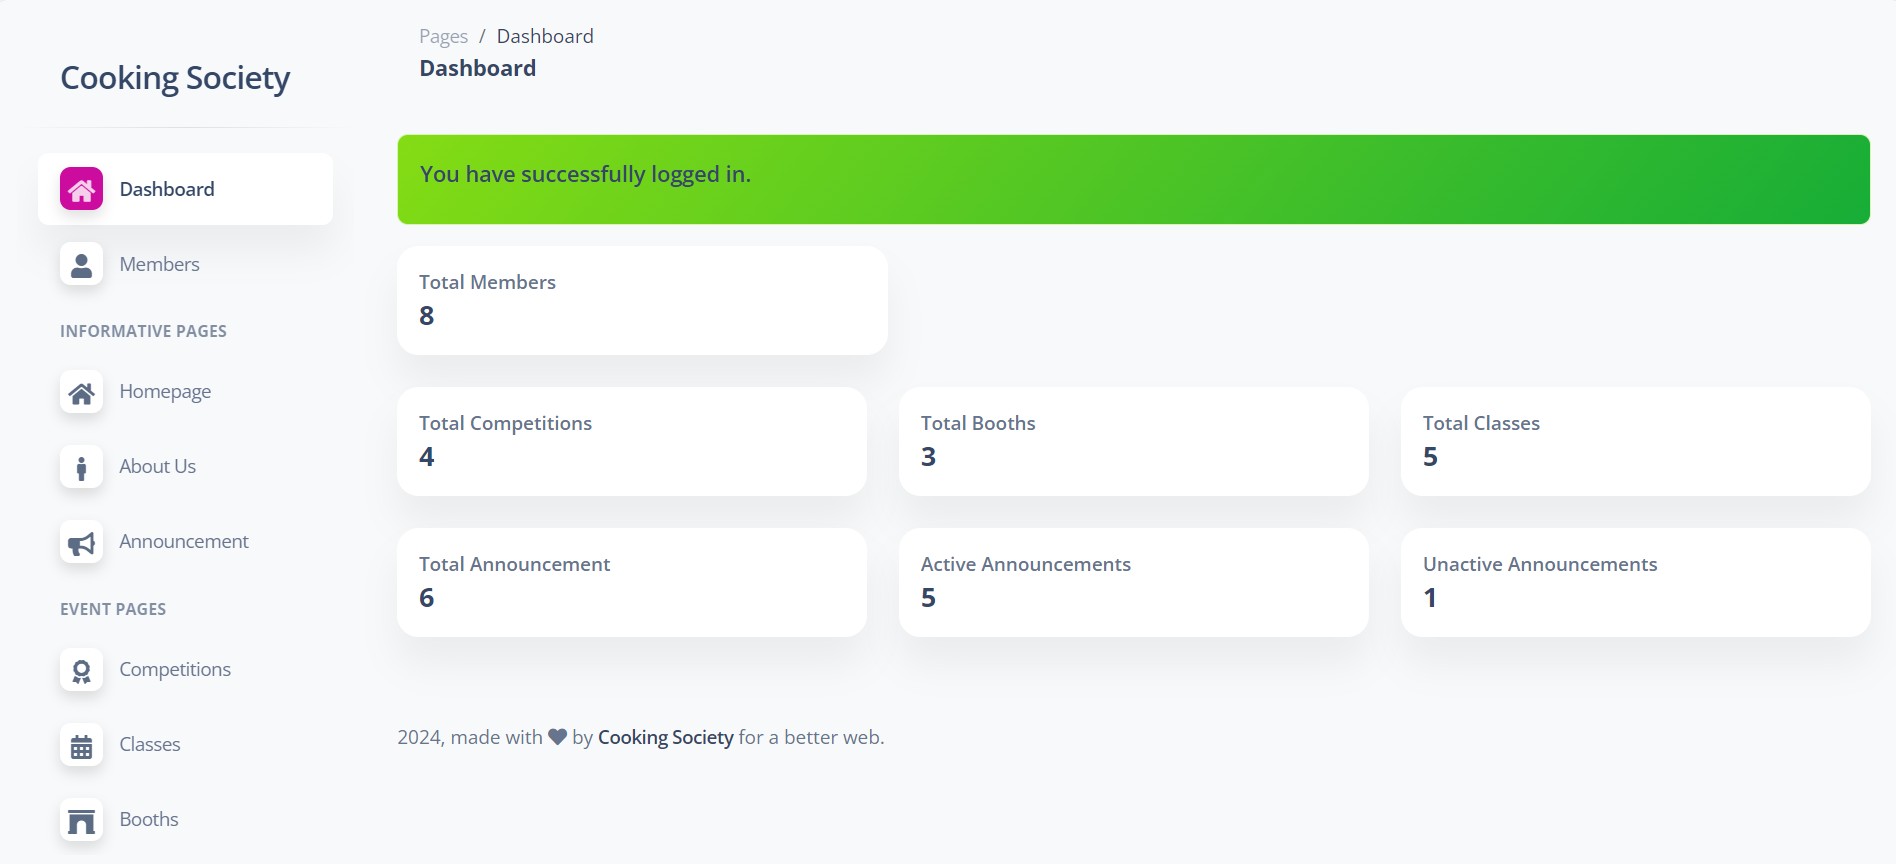 Cooking Society
Dashboard
Members
INFORMATIVE PAGES
Homepage
About Us
Announcement
EVENT PAGES
Competitions
Classes
Booths
Pages / Dashboard
Dashboard
You have successfully logged in.
Total Members
8
Total Competitions
4
Total Booths
3
Total Classes
5
Total Announcement
6
Active Announcements
5
Unactive Announcements
1
2024, made with ♥ by Cooking Society for a better web.